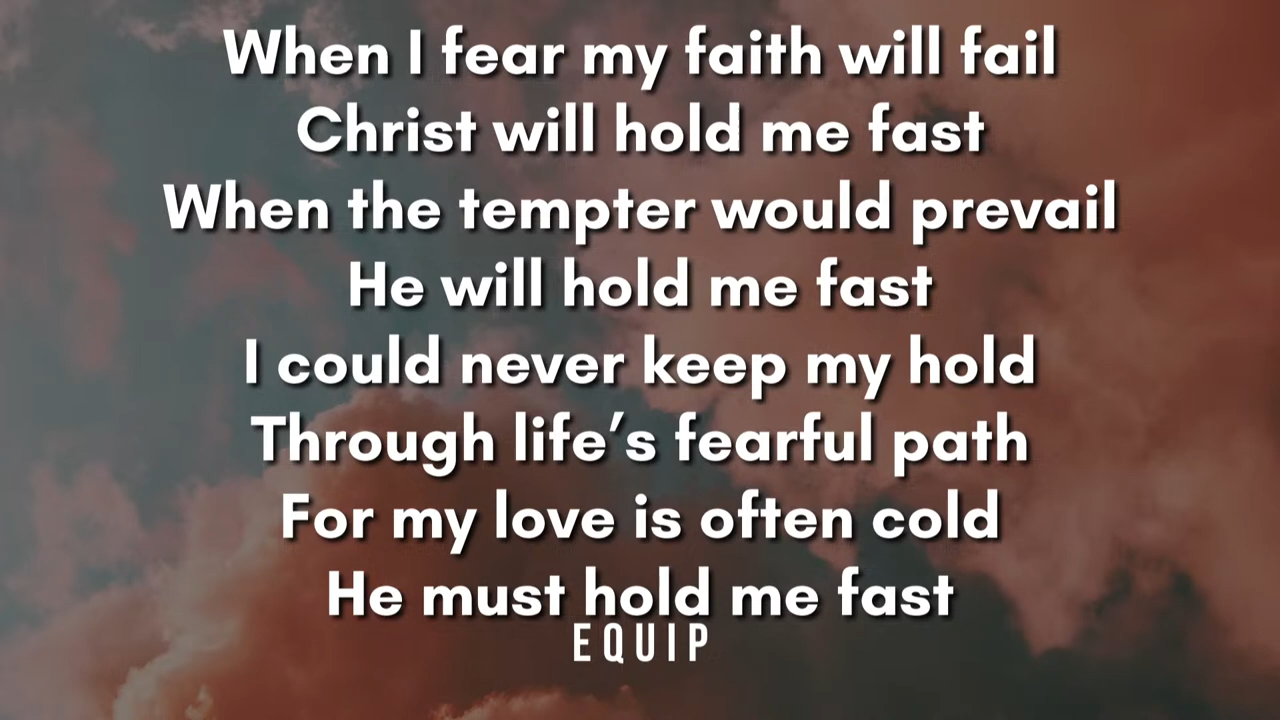 When I fear my faith will fail
Christ will hold me fast
When the tempter would prevail
He will hold me fast
I could never keep my hold
Through life’s fearful path
For my love is often cold
He must hold me fast
EQUIP